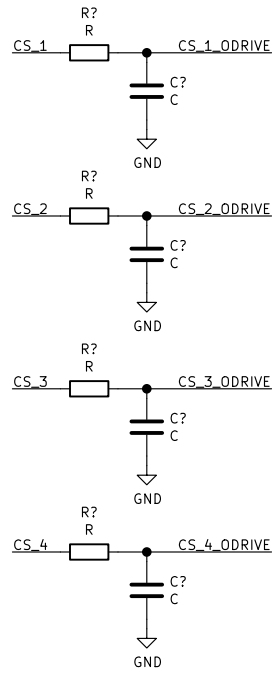 R?
R
CS_1 CS_1_ODRIVE
C?
C
GND
R?
R
CS_2 CS_2_ODRIVE
C?
C
GND
R?
R
CS_3 CS_3_ODRIVE
C?
C
GND
R?
R
CS_4 CS_4_ODRIVE
C?
C
GND